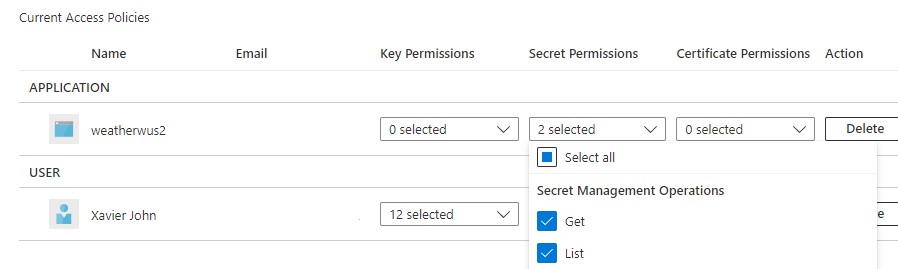 Current Access Policies
Name Email Key Permissions Secret Permissions Certificate Permissions Action
APPLICATION
weatherwus2 0 selected 2 selected 0 selected Delete
Select all
USER
Secret Management Operations
Xavier John 12 selected
Get
List